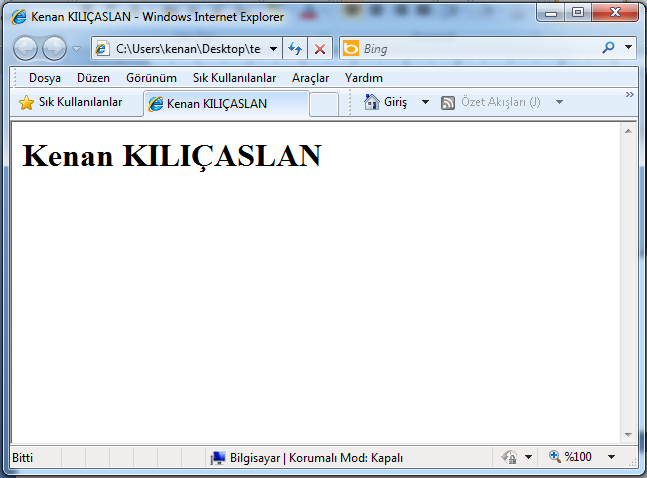 Kenan KILIÇASLAN - Windows Internet Explorer
C:\Users\kenan\Desktop\te
Bing
Dosya Düzen Görünüm Sık Kullanılanlar Araçlar Yardım
Sık Kullanılanlar
Kenan KILIÇASLAN
Giriş
Özet Akışları (J)
Kenan KILIÇASLAN
Bitti
Bilgisayar | Korumalı Mod: Kapalı
%100